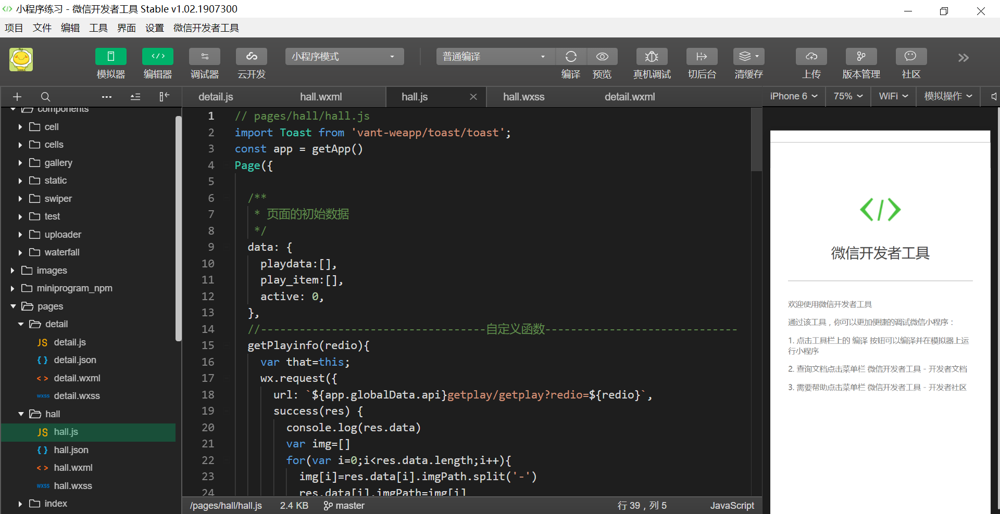 小程序练习 - 微信开发者工具 Stable v1.02.1907300
项目 文件 编辑 工具 界面 设置 微信开发者工具
小程序模式 普通编译
模拟器 编辑器 调试器 云开发 编译 预览 真机调试 切后台 清缓存 上传 版本管理 社区
components
cell
cells
gallery
static
swiper
test
uploader
waterfall
images
miniprogram_npm
pages
detail
JS detail.js
{ } detail.json
< > detail.wxml
wxss detail.wxss
hall
JS hall.js
{ } hall.json
< > hall.wxml
wxss hall.wxss
index
detail.js hall.wxml hall.js hall.wxss detail.wxml
1 // pages/hall/hall.js
2 import Toast from 'vant-weapp/toast/toast';
3 const app = getApp()
4 Page({
5
6 /**
7 * 页面的初始数据
8 */
9 data: {
10 playdata:[],
11 play_item:[],
12 active: 0,
13 },
14 //-----------------------------------自定义函数------------------------------
15 getPlayinfo(redio){
16 var that=this;
17 wx.request({
18 url: `${app.globalData.api}getplay/getplay?redio=${redio}`,
19 success(res) {
20 console.log(res.data)
21 var img=[]
22 for(var i=0;i<res.data.length;i++){
23 img[i]=res.data[i].imgPath.split('-')
24 res.data[i].imgPath=img[i]
/pages/hall/hall.js 2.4 KB master 行 39，列 5 JavaScript
iPhone 6 75% WiFi 模拟操作
</>
微信开发者工具
欢迎使用微信开发者工具
通过该工具，你可以更加便捷的调试微信小程序：
1. 点击工具栏上的 编译 按钮可以编译并在模拟器上运
行小程序
2. 查询文档点击菜单栏 微信开发者工具 - 开发者文档
3. 需要帮助点击菜单栏 微信开发者工具 - 开发者社区